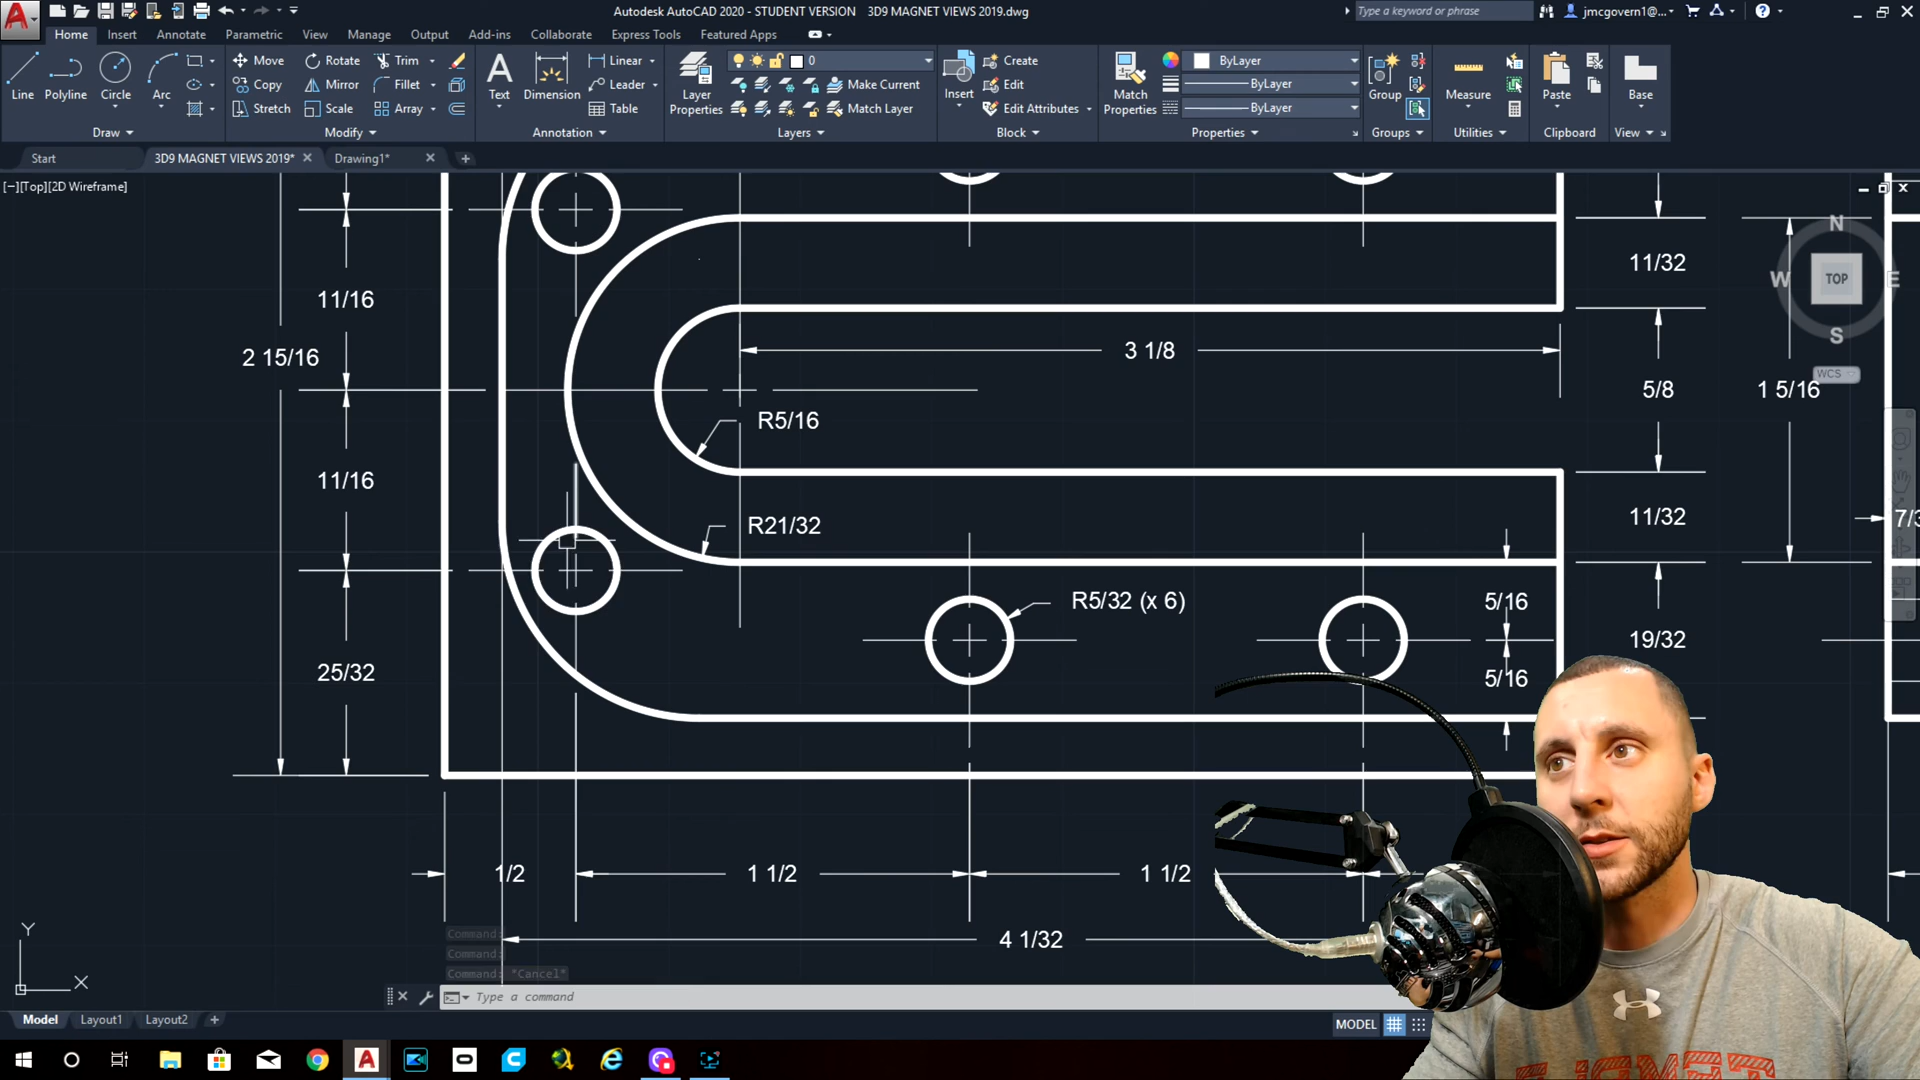 Autodesk AutoCAD 2020 - STUDENT VERSION 3D9 MAGNET VIEWS 2019.dwg
Type a keyword or phrase
jmcgovern1@...
Home Insert Annotate Parametric View Manage Output Add-ins Collaborate Express Tools Featured Apps
Line Polyline Circle Arc
Draw
Move Rotate Trim
Copy Mirror Fillet
Stretch Scale Array
Modify
Text Dimension
Linear
Leader
Table
Annotation
Layer Properties
0
Make Current
Match Layer
Layers
Insert
Create
Edit
Edit Attributes
Block
Match Properties
ByLayer
ByLayer
ByLayer
Properties
Group
Groups
Measure
Utilities
Paste
Clipboard
Base
View
Start 3D9 MAGNET VIEWS 2019* Drawing1*
[−][Top][2D Wireframe]
N
W TOP E
S
WCS
11/32
11/16
3 1/8
2 15/16
5/8
1 5/16
R5/16
11/16
11/32
7/3
R21/32
R5/32 (x 6)
5/16
19/32
5/16
25/32
1/2
1 1/2
1 1/2
4 1/32
Y
X
Command:
Command:
Command: *Cancel*
Type a command
Model Layout1 Layout2
MODEL